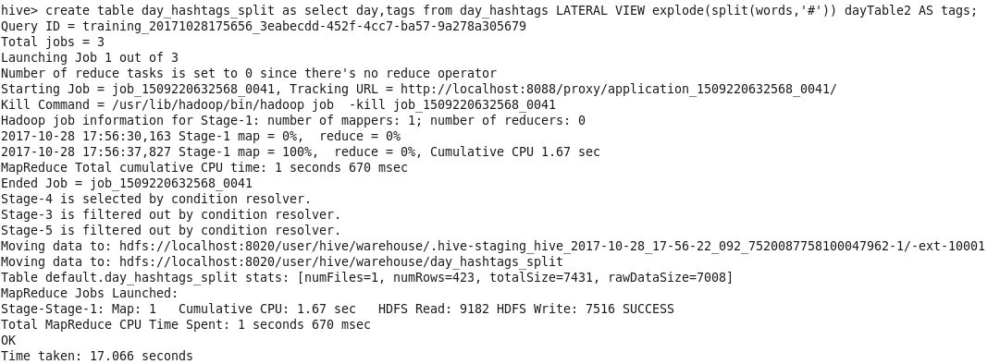 hive> create table day_hashtags_split as select day,tags from day_hashtags LATERAL VIEW explode(split(words,'#')) dayTable2 AS tags;
Query ID = training_20171028175656_3eabecdd-452f-4cc7-ba57-9a278a305679
Total jobs = 3
Launching Job 1 out of 3
Number of reduce tasks is set to 0 since there's no reduce operator
Starting Job = job_1509220632568_0041, Tracking URL = http://localhost:8088/proxy/application_1509220632568_0041/
Kill Command = /usr/lib/hadoop/bin/hadoop job  -kill job_1509220632568_0041
Hadoop job information for Stage-1: number of mappers: 1; number of reducers: 0
2017-10-28 17:56:30,163 Stage-1 map = 0%,  reduce = 0%
2017-10-28 17:56:37,827 Stage-1 map = 100%,  reduce = 0%, Cumulative CPU 1.67 sec
MapReduce Total cumulative CPU time: 1 seconds 670 msec
Ended Job = job_1509220632568_0041
Stage-4 is selected by condition resolver.
Stage-3 is filtered out by condition resolver.
Stage-5 is filtered out by condition resolver.
Moving data to: hdfs://localhost:8020/user/hive/warehouse/.hive-staging_hive_2017-10-28_17-56-22_092_7520087758100047962-1/-ext-10001
Moving data to: hdfs://localhost:8020/user/hive/warehouse/day_hashtags_split
Table default.day_hashtags_split stats: [numFiles=1, numRows=423, totalSize=7431, rawDataSize=7008]
MapReduce Jobs Launched:
Stage-Stage-1: Map: 1   Cumulative CPU: 1.67 sec   HDFS Read: 9182 HDFS Write: 7516 SUCCESS
Total MapReduce CPU Time Spent: 1 seconds 670 msec
OK
Time taken: 17.066 seconds